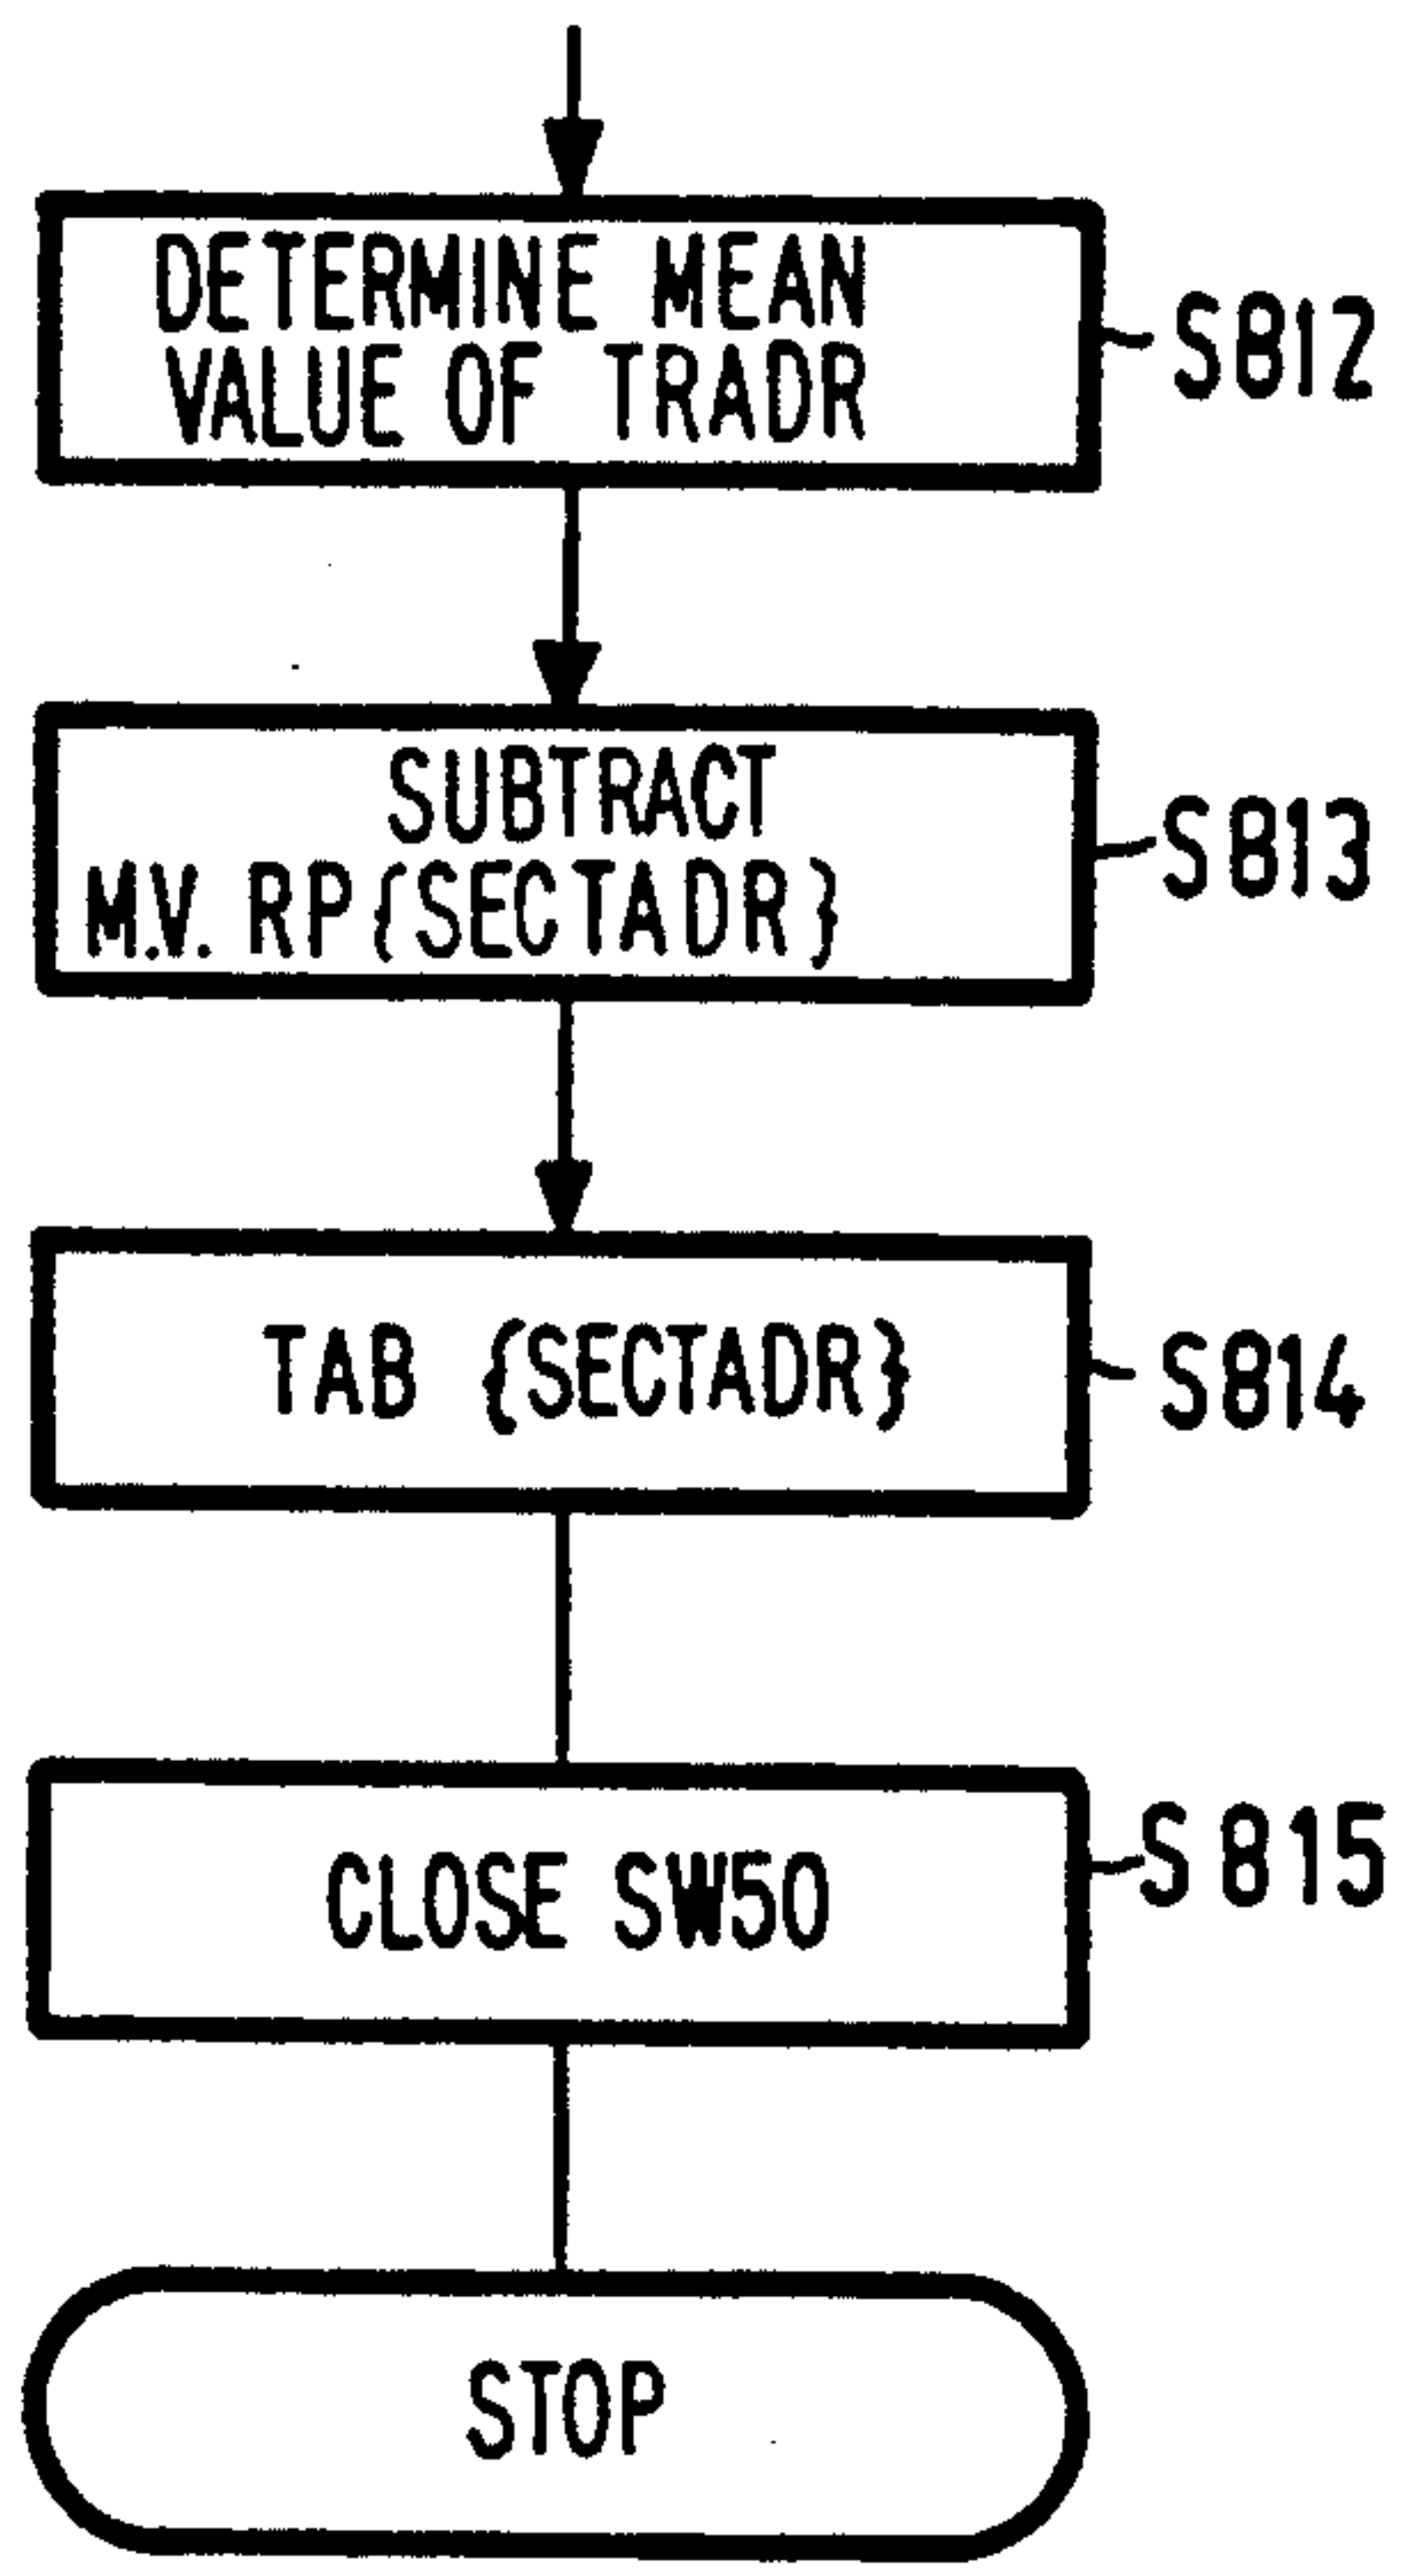 DETERMINE MEAN
VALUE OF TRADR
S812
SUBTRACT
M.V. RP{SECTADR}
S813
TAB {SECTADR}
S814
CLOSE SW50
S815
STOP